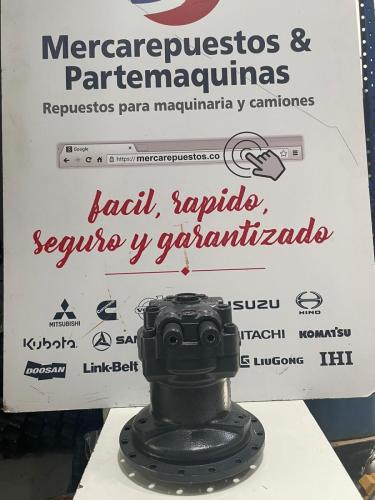 Mercarepuestos &
Partemaquinas
Repuestos para maquinaria y camiones
Google
https://mercarepuestos.co
facil, rapido,
seguro y garantizado
ISUZU
HINO
MITSUBISHI
Kubota
SAN
HITACHI
KOMATSU
DOOSAN
Link-Belt
LiuGong
IHI